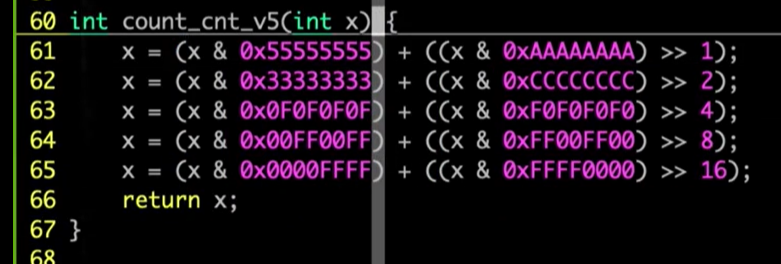 60 int count_cnt_v5(int x) {
61     x = (x & 0x55555555) + ((x & 0xAAAAAAAA) >> 1);
62     x = (x & 0x33333333) + ((x & 0xCCCCCCCC) >> 2);
63     x = (x & 0x0F0F0F0F) + ((x & 0xF0F0F0F0) >> 4);
64     x = (x & 0x00FF00FF) + ((x & 0xFF00FF00) >> 8);
65     x = (x & 0x0000FFFF) + ((x & 0xFFFF0000) >> 16);
66     return x;
67 }
68